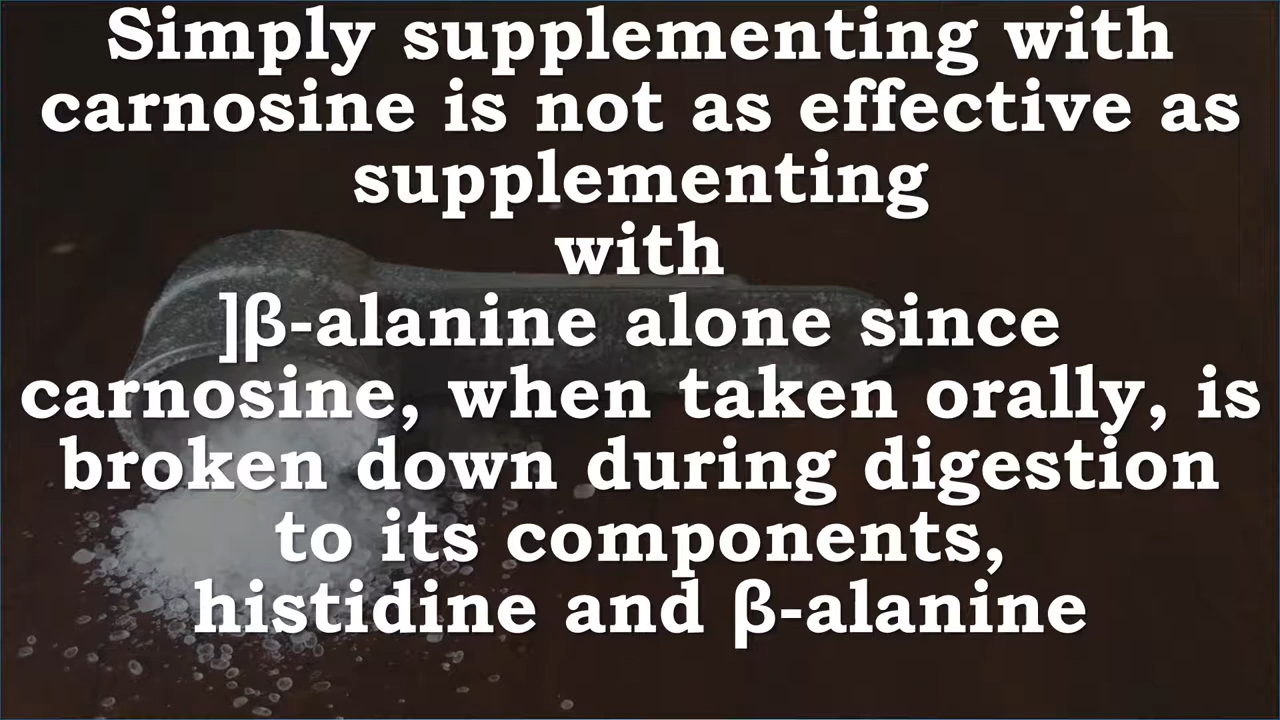 Simply supplementing with
carnosine is not as effective as
supplementing
with
]β-alanine alone since
carnosine, when taken orally, is
broken down during digestion
to its components,
histidine and β-alanine